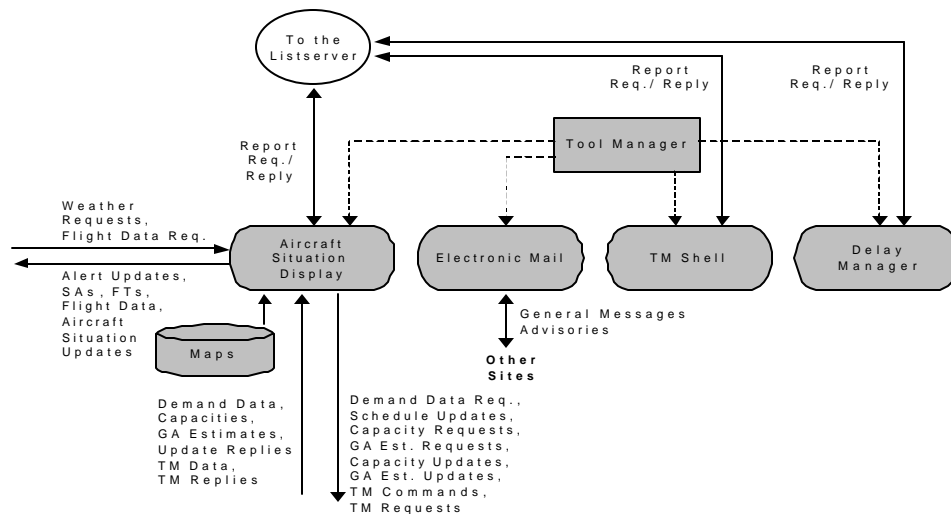 To the
Listserver
Report
Req./ Reply
Report
Req./ Reply
Report
Req./
Reply
Tool Manager
Weather
Requests,
Flight Data Req.
Aircraft
Situation
Display
Electronic Mail
TM Shell
Delay
Manager
Alert Updates,
SAs, FTs,
Flight Data,
Aircraft
Situation
Updates
Maps
General Messages
Advisories
Other
Sites
Demand Data,
Capacities,
GA Estimates,
Update Replies
TM Data,
TM Replies
Demand Data Req.,
Schedule Updates,
Capacity Requests,
GA Est. Requests,
Capacity Updates,
GA Est. Updates,
TM Commands,
TM Requests